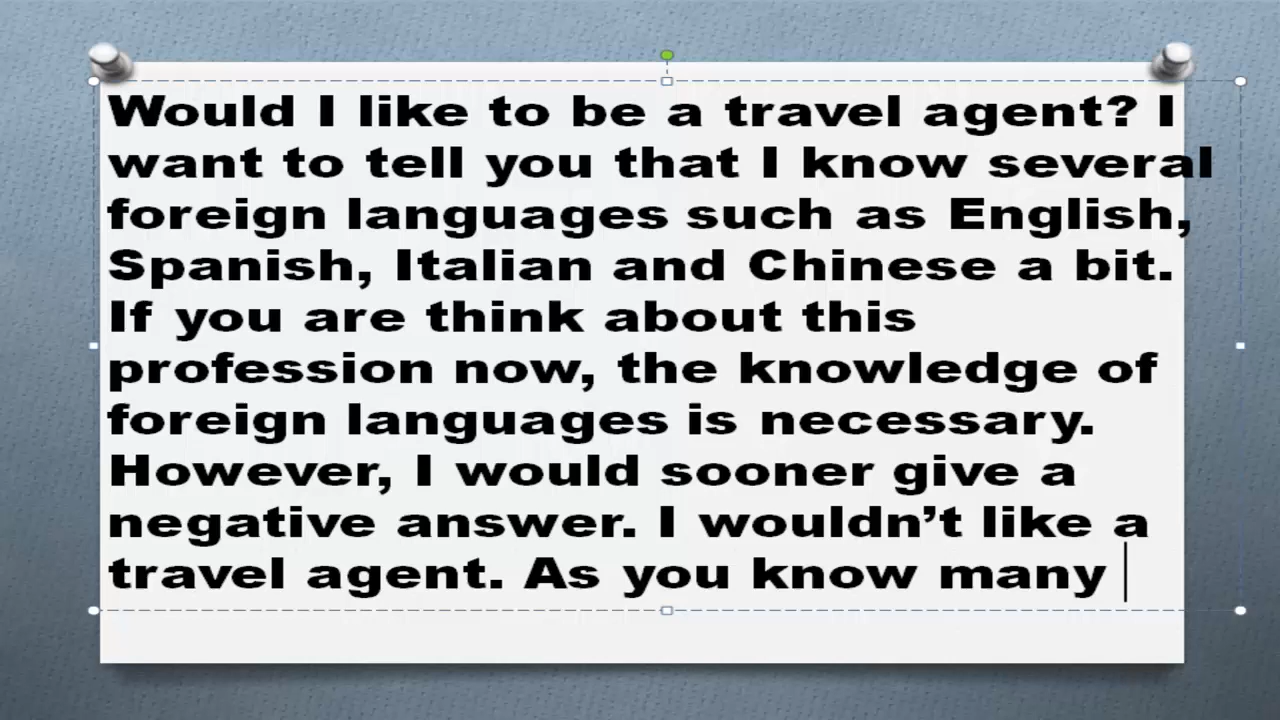 Would I like to be a travel agent? I
want to tell you that I know several
foreign languages such as English,
Spanish, Italian and Chinese a bit.
If you are think about this
profession now, the knowledge of
foreign languages is necessary.
However, I would sooner give a
negative answer. I wouldn’t like a
travel agent. As you know many